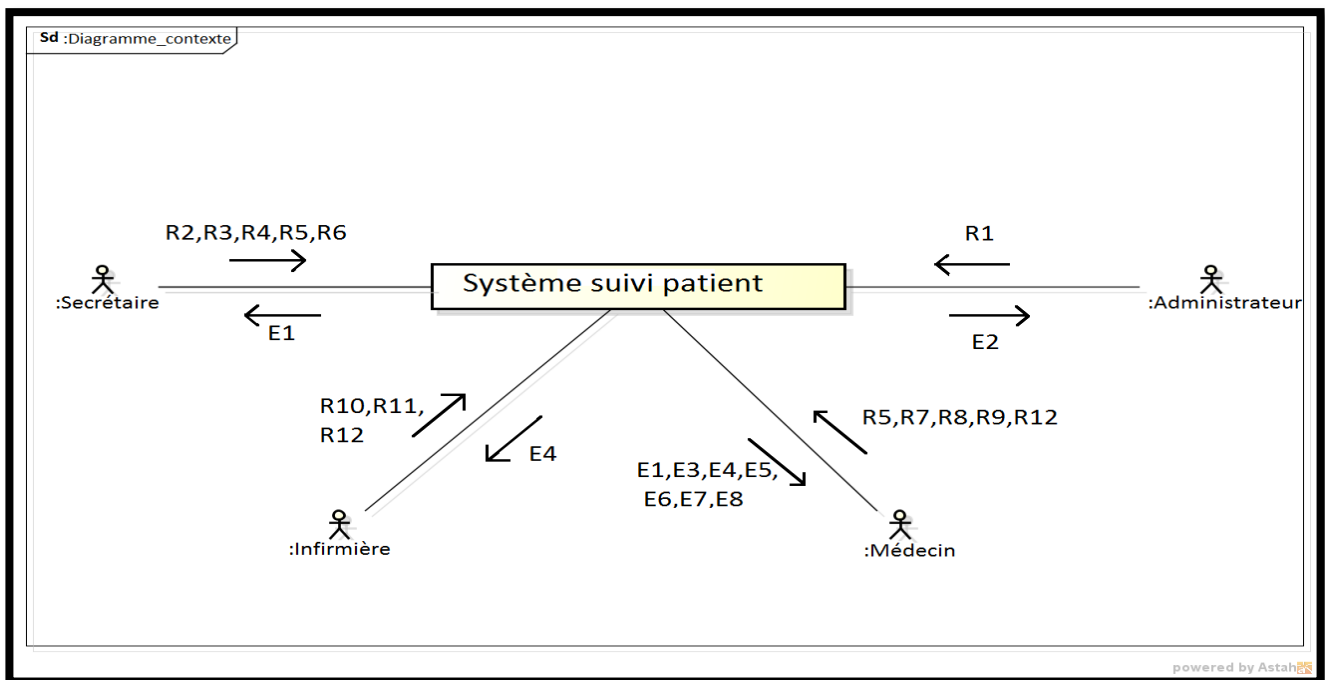 Sd :Diagramme_contexte
R2,R3,R4,R5,R6
R1
Système suivi patient
:Secrétaire
:Administrateur
E1
E2
R10,R11,
R12
R5,R7,R8,R9,R12
E4
E1,E3,E4,E5,
E6,E7,E8
:Infirmière
:Médecin
powered by Astah